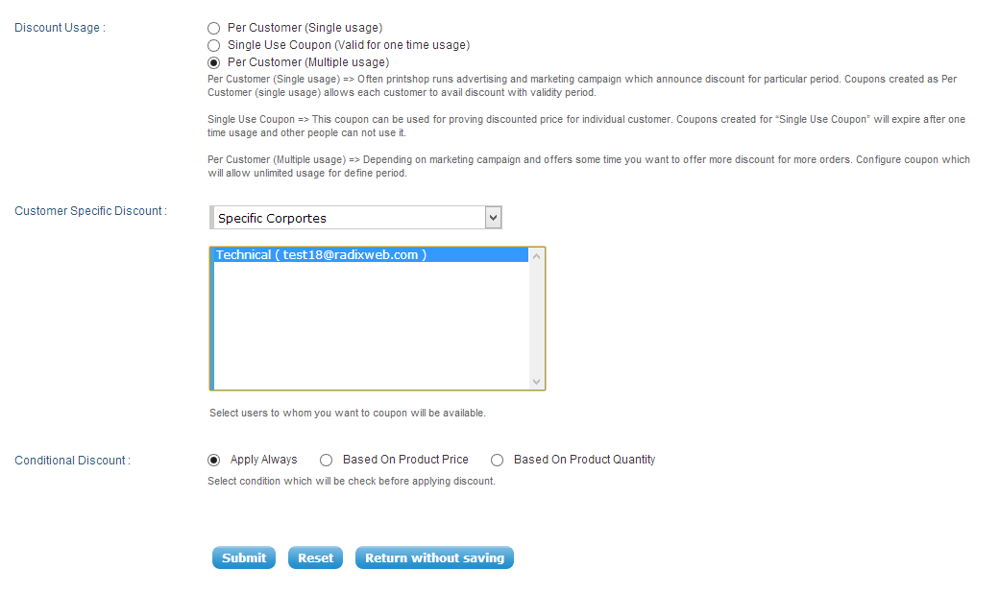 Discount Usage :
Per Customer (Single usage)
Single Use Coupon (Valid for one time usage)
Per Customer (Multiple usage)
Per Customer (Single usage) => Often printshop runs advertising and marketing campaign which announce discount for particular period. Coupons created as Per
Customer (single usage) allows each customer to avail discount with validity period.
Single Use Coupon => This coupon can be used for proving discounted price for individual customer. Coupons created for “Single Use Coupon” will expire after one
time usage and other people can not use it.
Per Customer (Multiple usage) => Depending on marketing campaign and offers some time you want to offer more discount for more orders. Configure coupon which
will allow unlimited usage for define period.
Customer Specific Discount :
Specific Corportes
Technical ( test18@radixweb.com )
Select users to whom you want to coupon will be available.
Conditional Discount :
Apply Always Based On Product Price Based On Product Quantity
Select condition which will be check before applying discount.
Submit Reset Return without saving